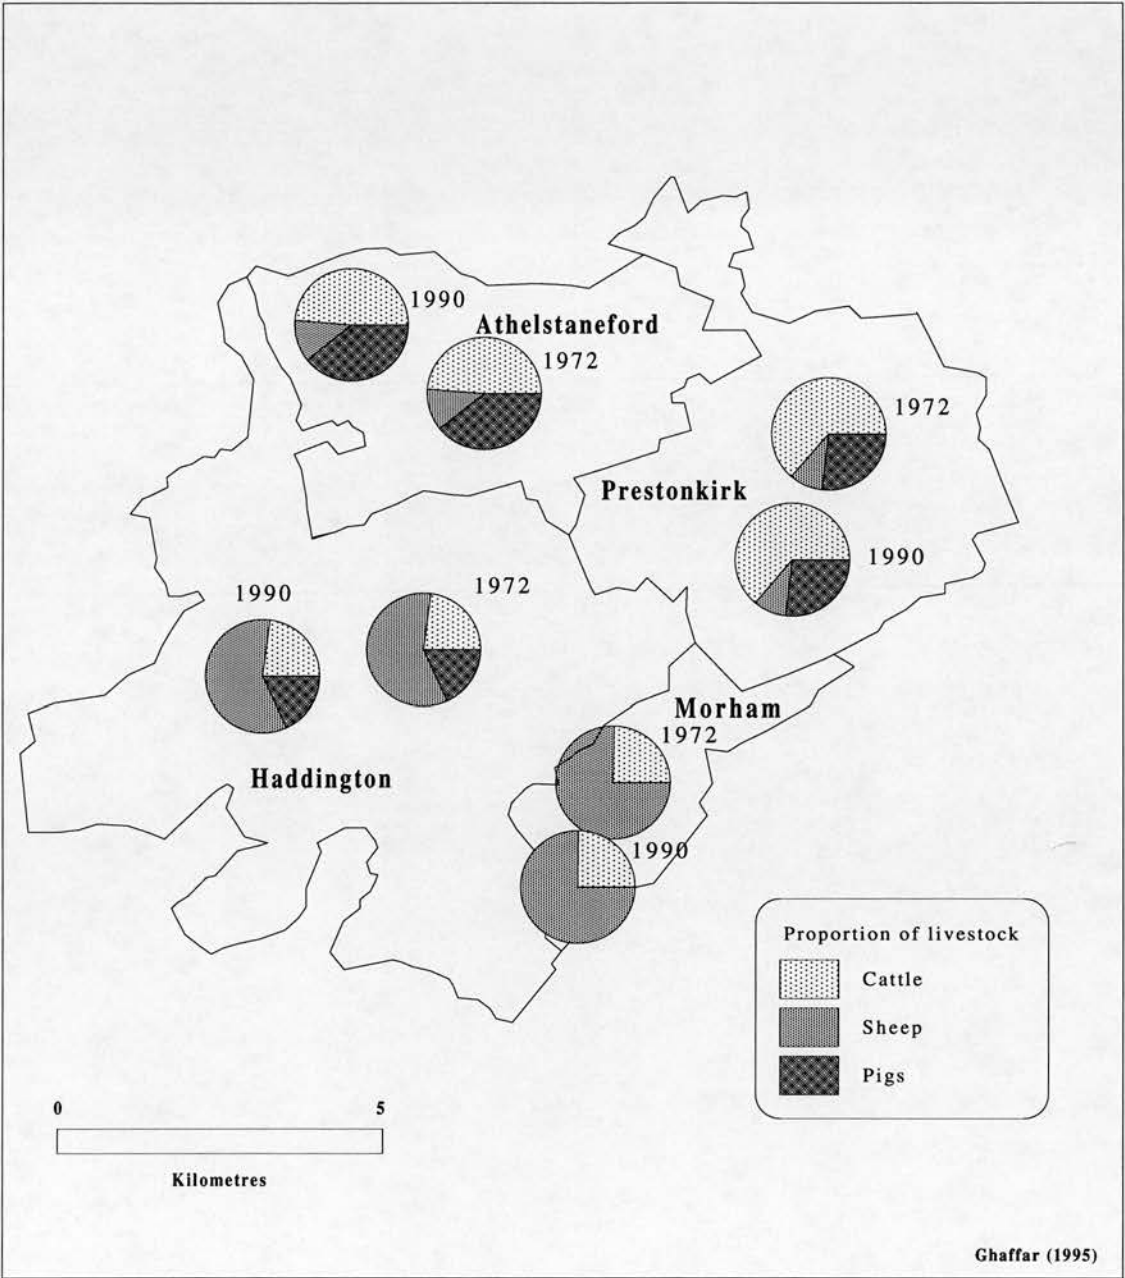 1990
Athelstaneford
1972
1972
Prestonkirk
1990
1990
1972
Morham
1972
Haddington
1990
Proportion of livestock
Cattle
Sheep
Pigs
0 5
Kilometres
Ghaffar (1995)